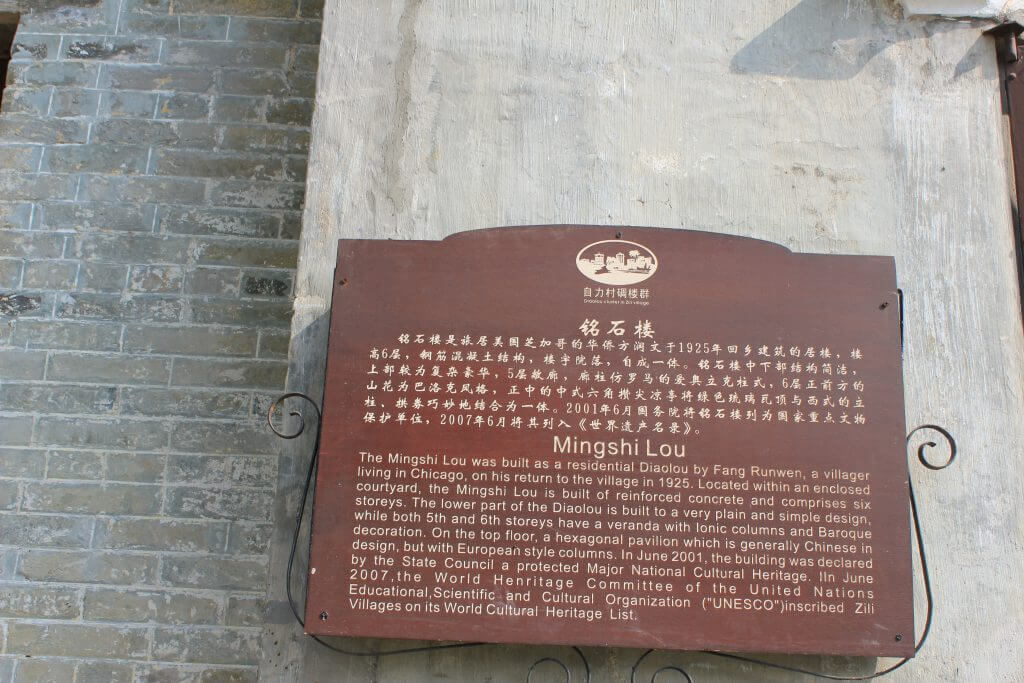 自力村碉楼群
Diaolou cluster in Zili village
铭石楼
铭石楼是旅居美国芝加哥的华侨方润文于1925年回乡建筑的居楼，楼
高6层，钢筋混凝土结构，楼宇院落，自成一体。铭石楼中下部结构简洁，
上部较为复杂豪华，5层敞廊，廊柱仿罗马的爱奥立克柱式，6层正前方的
山花为巴洛克风格，正中的中式六角攒尖凉亭将绿色琉璃瓦顶与西式的立
柱、拱券巧妙地结合为一体。2001年6月国务院将铭石楼列为国家重点文物
保护单位，2007年6月将其列入《世界遗产名录》。
Mingshi Lou
The Mingshi Lou was built as a residential Diaolou by Fang Runwen, a villager
living in Chicago, on his return to the village in 1925. Located within an enclosed
courtyard, the Mingshi Lou is built of reinforced concrete and comprises six
storeys. The lower part of the Diaolou is built to a very plain and simple design,
while both 5th and 6th storeys have a veranda with Ionic columns and Baroque
decoration. On the top floor, a hexagonal pavilion which is generally Chinese in
design, but with European style columns. In June 2001, the building was declared
by the State Council a protected Major National Cultural Heritage. IIn June
2007,the World Henritage Committee of the United Nations
Educational,Scientific and Cultural Organization ("UNESCO")inscribed Zili
Villages on its World Cultural Heritage List.